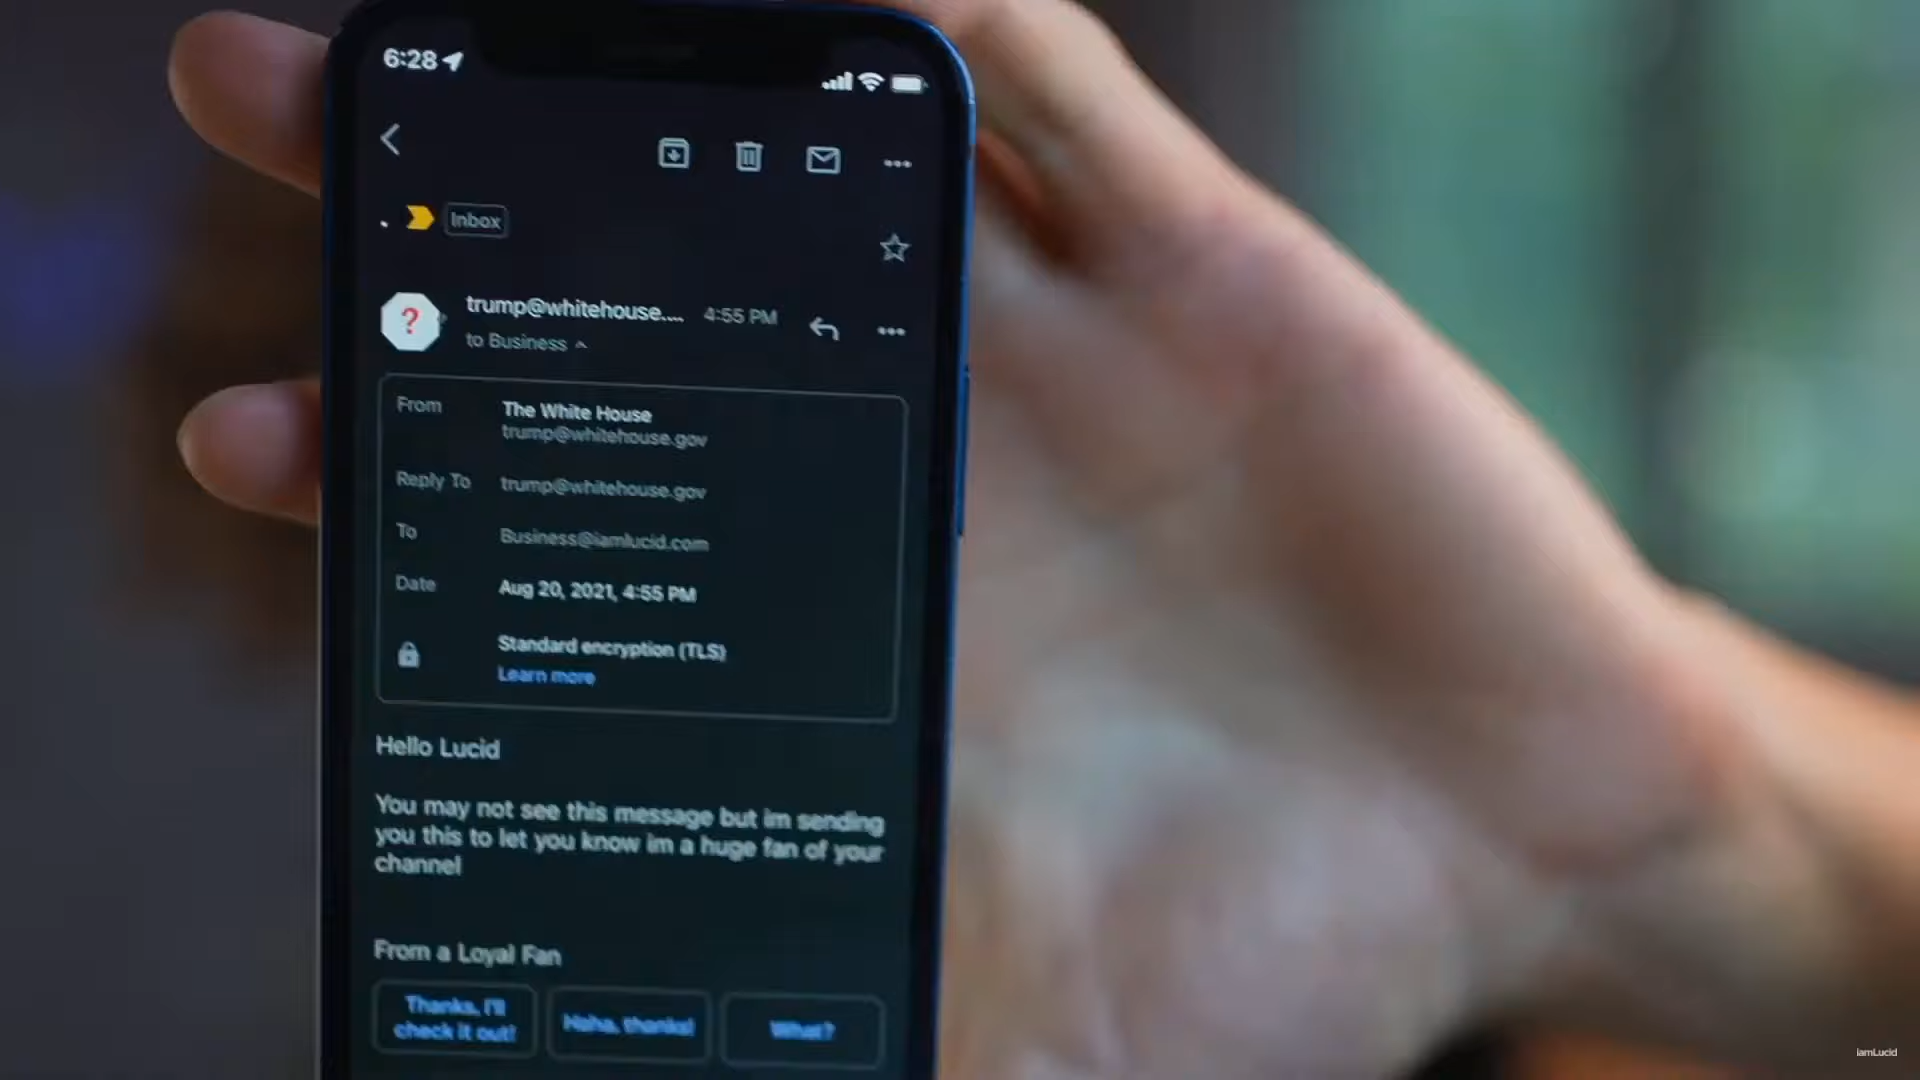 6:28
Inbox
?
trump@whitehouse.... 4:55 PM
to Business
From The White House
trump@whitehouse.gov
Reply To trump@whitehouse.gov
To Business@iamlucid.com
Date Aug 20, 2021, 4:55 PM
Standard encryption (TLS)
Learn more
Hello Lucid
You may not see this message but im sending
you this to let you know im a huge fan of your
channel
From a Loyal Fan
Thanks, I'll
check it out!
Haha, thanks!
What?
iamLucid